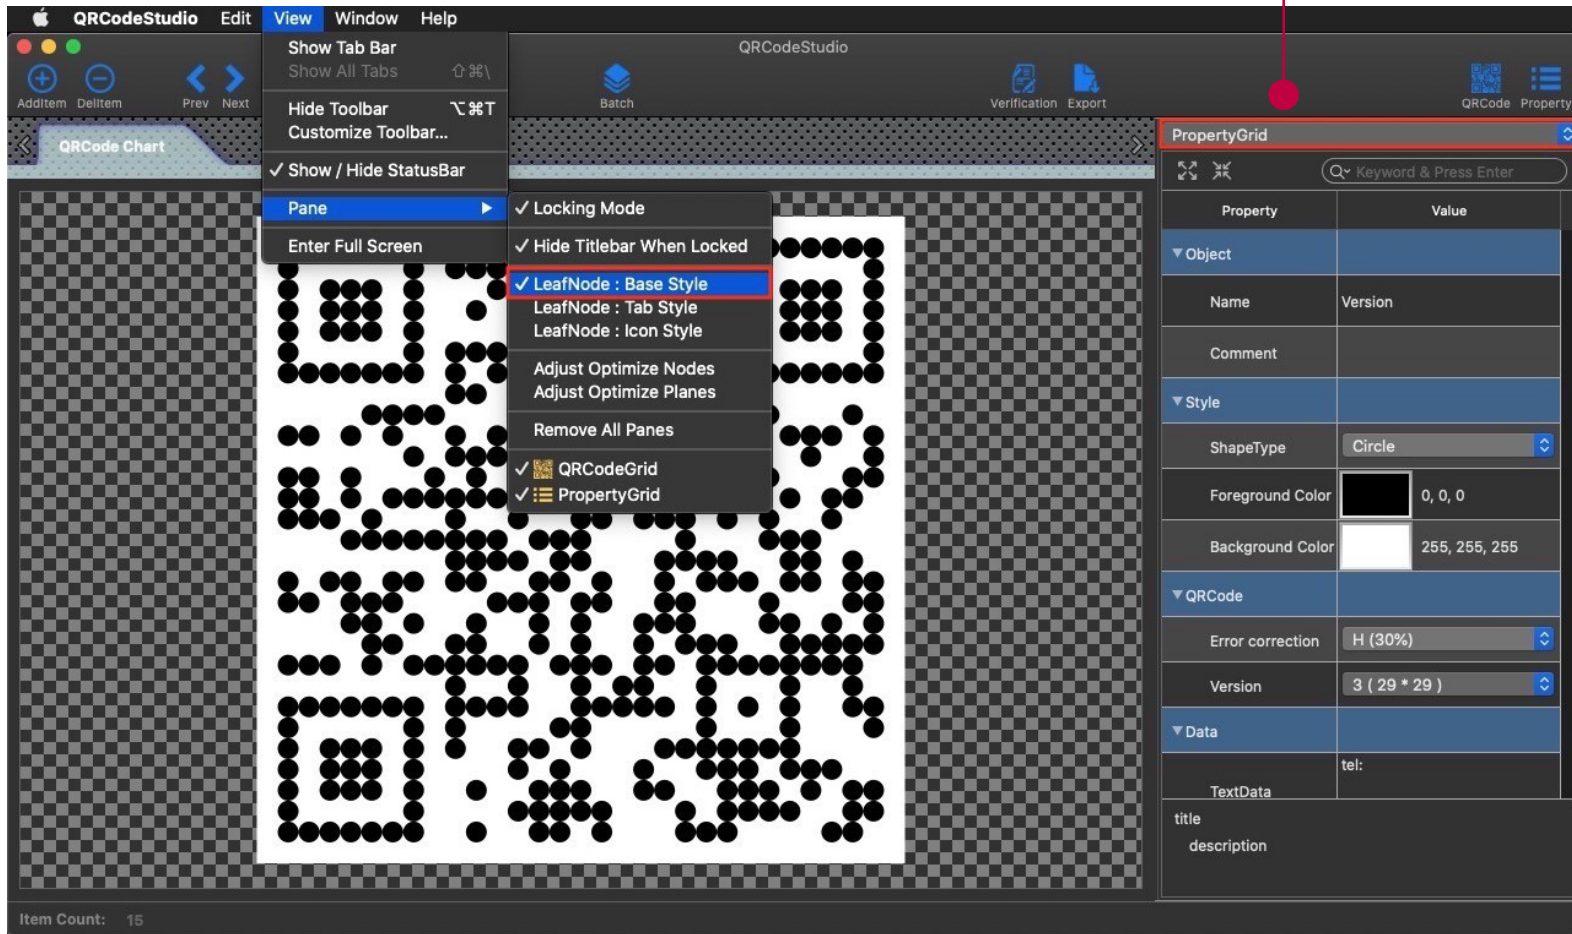 QRCodeStudio Edit View Window Help
QRCodeStudio
AddItem DelItem Prev Next Batch Verification Export QRCode Property
Show Tab Bar
Show All Tabs ⇧⌘\
Hide Toolbar ⌥⌘T
Customize Toolbar...
✓ Show / Hide StatusBar
Pane ▶
Enter Full Screen
✓ Locking Mode
✓ Hide Titlebar When Locked
✓ LeafNode : Base Style
LeafNode : Tab Style
LeafNode : Icon Style
Adjust Optimize Nodes
Adjust Optimize Planes
Remove All Panes
✓ QRCodeGrid
✓ PropertyGrid
QRCode Chart
PropertyGrid
Keyword & Press Enter
Property Value
Object
Name Version
Comment
Style
ShapeType Circle
Foreground Color 0, 0, 0
Background Color 255, 255, 255
QRCode
Error correction H (30%)
Version 3 ( 29 * 29 )
Data
TextData tel:
title
description
Item Count: 15